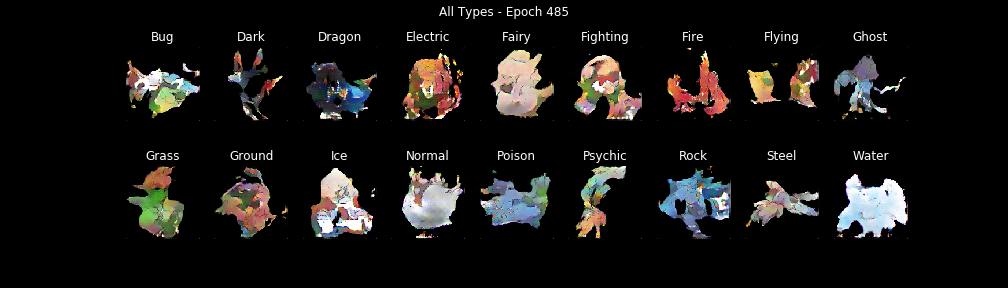 All Types - Epoch 485
Bug Dark Dragon Electric Fairy Fighting Fire Flying Ghost
Grass Ground Ice Normal Poison Psychic Rock Steel Water